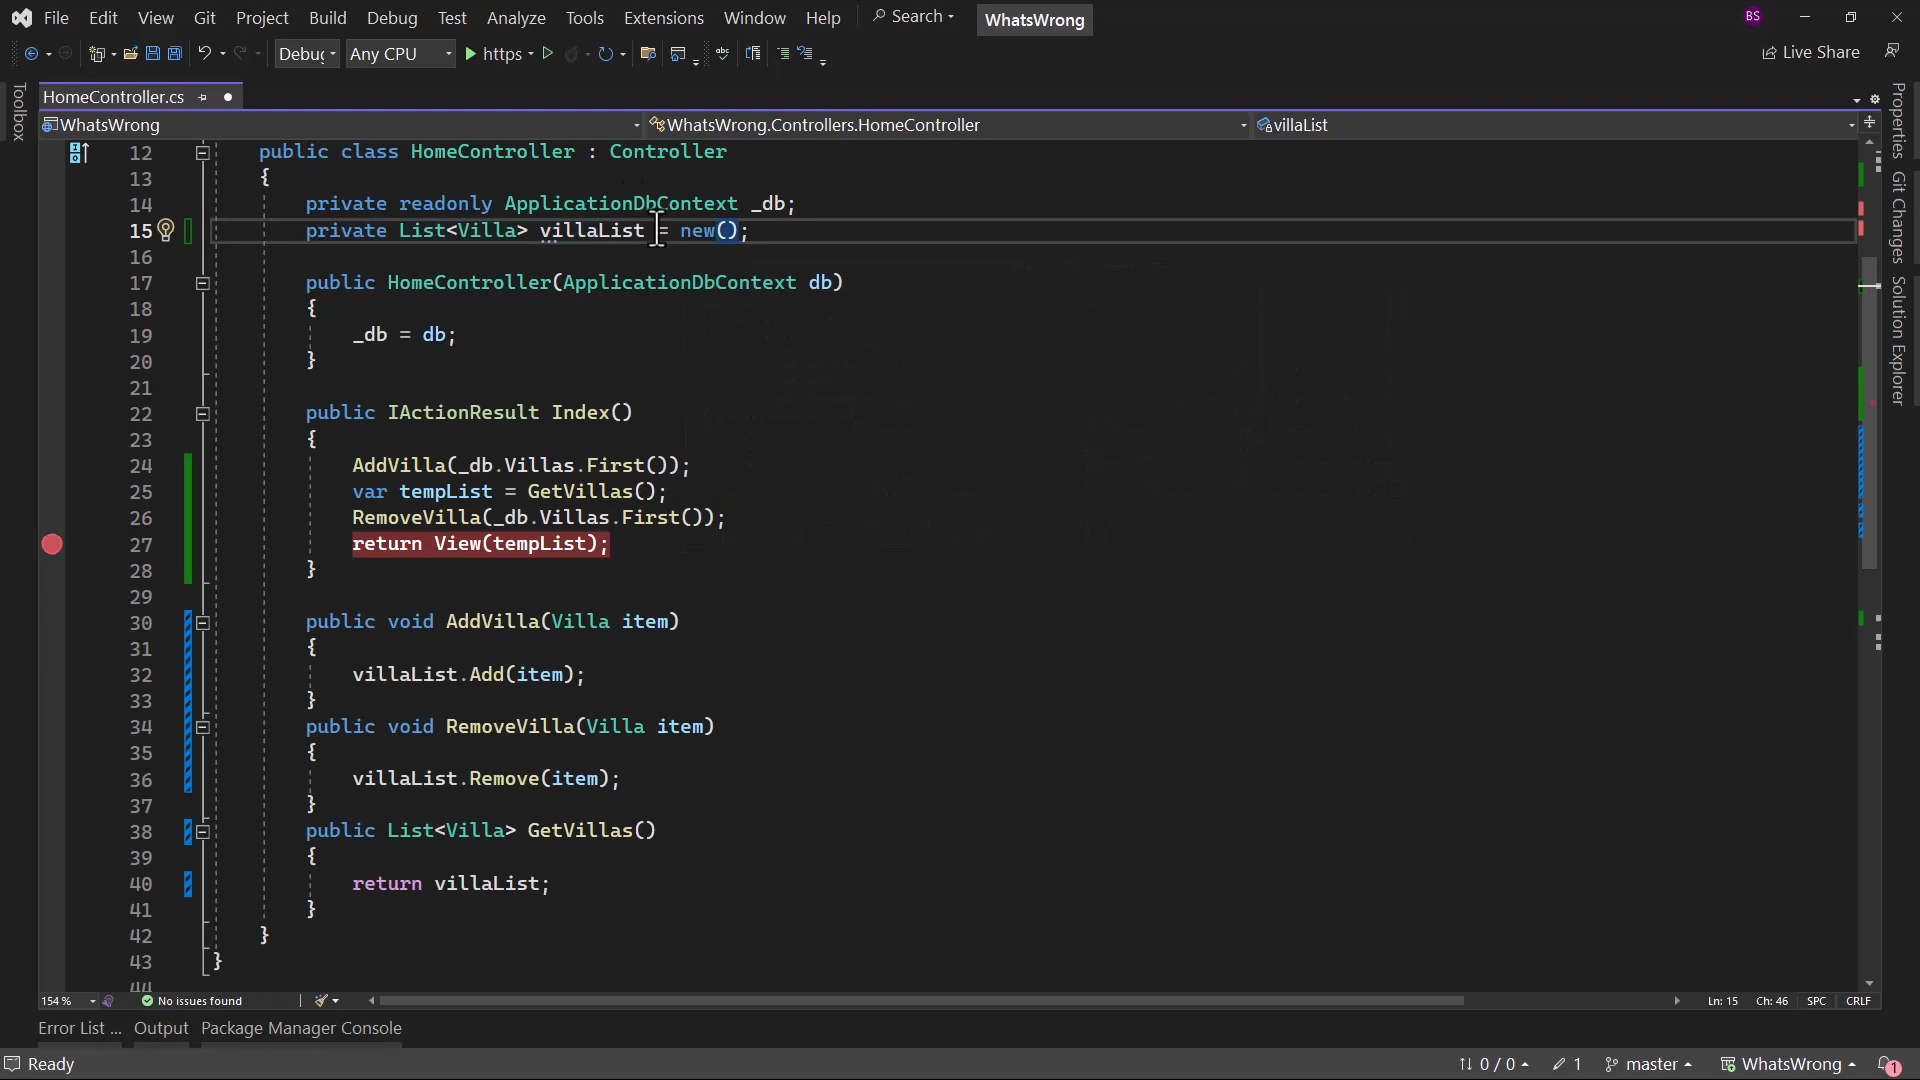 File Edit View Git Project Build Debug Test Analyze Tools Extensions Window Help Search WhatsWrong BS
Debug Any CPU https Live Share
HomeController.cs
WhatsWrong WhatsWrong.Controllers.HomeController villaList
Toolbox
Properties
Git Changes
Solution Explorer
12 public class HomeController : Controller
13 {
14 private readonly ApplicationDbContext _db;
15 private List<Villa> villaList = new();
16
17 public HomeController(ApplicationDbContext db)
18 {
19 _db = db;
20 }
21
22 public IActionResult Index()
23 {
24 AddVilla(_db.Villas.First());
25 var tempList = GetVillas();
26 RemoveVilla(_db.Villas.First());
27 return View(tempList);
28 }
29
30 public void AddVilla(Villa item)
31 {
32 villaList.Add(item);
33 }
34 public void RemoveVilla(Villa item)
35 {
36 villaList.Remove(item);
37 }
38 public List<Villa> GetVillas()
39 {
40 return villaList;
41 }
42 }
43 }
44
154 % No issues found Ln: 15 Ch: 46 SPC CRLF
Error List ... Output Package Manager Console
Ready 0 / 0 1 master WhatsWrong 1